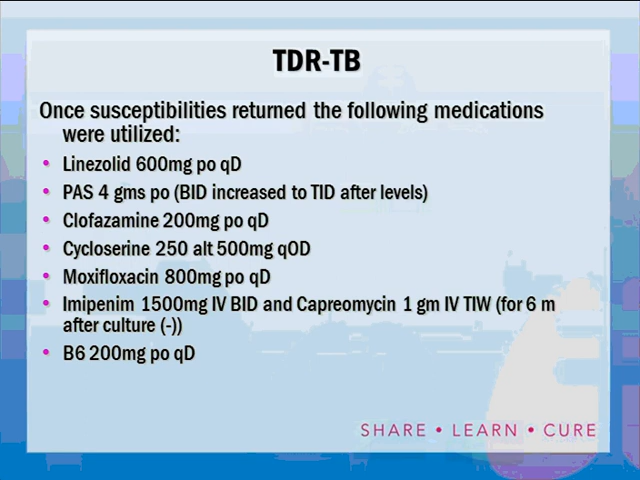 TDR-TB
Once susceptibilities returned the following medications
were utilized:
• Linezolid 600mg po qD
• PAS 4 gms po (BID increased to TID after levels)
• Clofazamine 200mg po qD
• Cycloserine 250 alt 500mg qOD
• Moxifloxacin 800mg po qD
• Imipenim 1500mg IV BID and Capreomycin 1 gm IV TIW (for 6 m
after culture (-))
• B6 200mg po qD
SHARE • LEARN • CURE